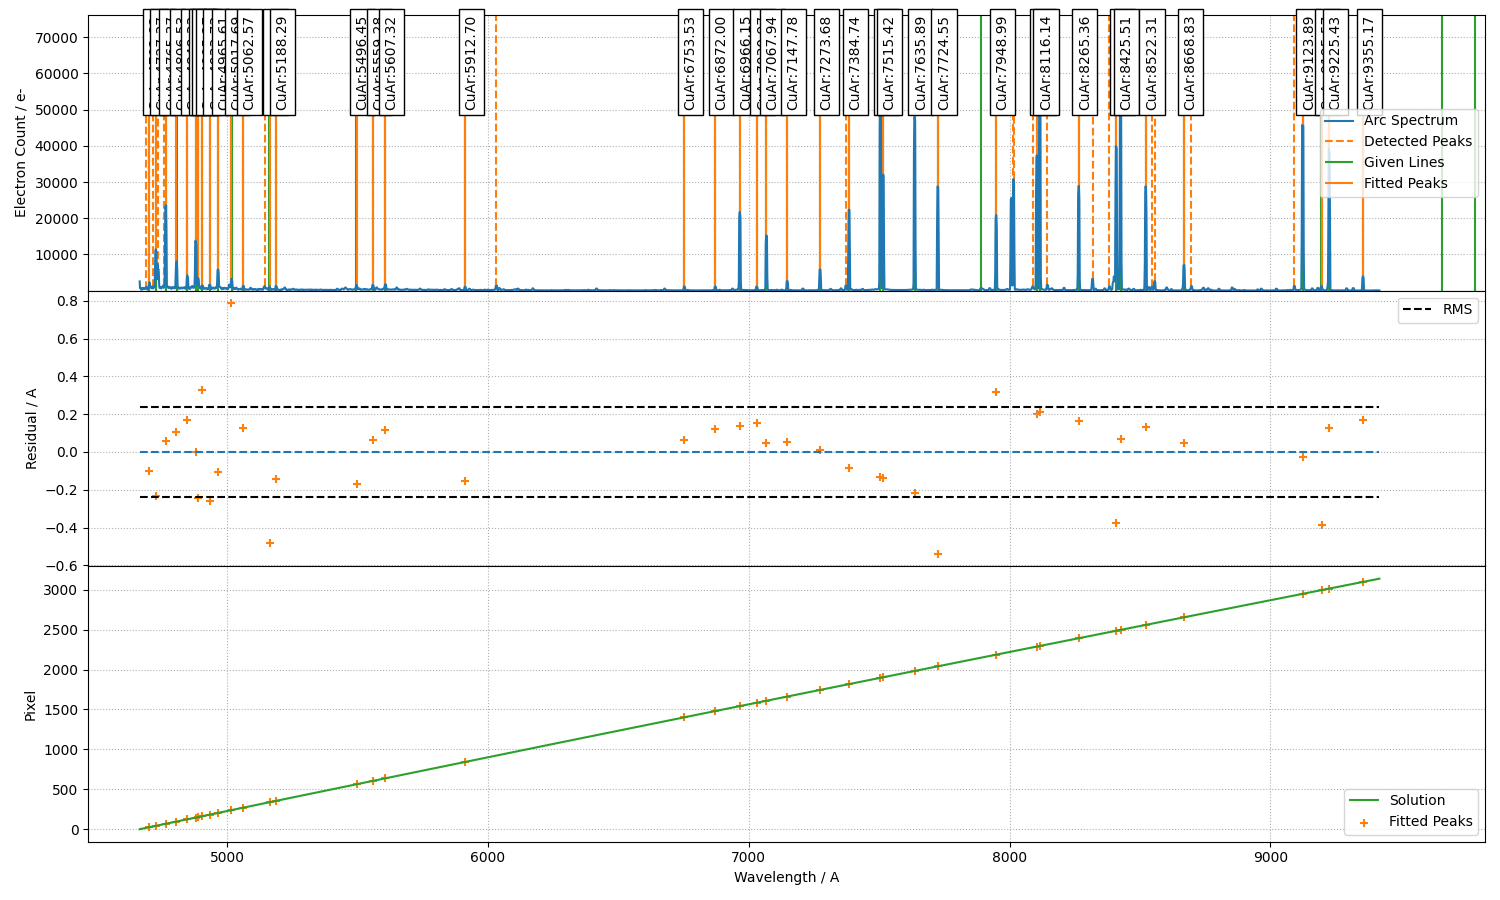 70000
60000
50000
40000
30000
20000
10000
Electron Count / e-
CuAr:4965.61
CuAr:5062.57
CuAr:5188.29
CuAr:5496.45
CuAr:5607.32
CuAr:5912.70
CuAr:6753.53
CuAr:6872.00
CuAr:6966.15
CuAr:7067.94
CuAr:7147.78
CuAr:7273.68
CuAr:7384.74
CuAr:7515.42
CuAr:7635.89
CuAr:7724.55
CuAr:7948.99
CuAr:8116.14
CuAr:8265.36
CuAr:8425.51
CuAr:8522.31
CuAr:8668.83
CuAr:9123.89
CuAr:9225.43
CuAr:9355.17
Arc Spectrum
Detected Peaks
Given Lines
Fitted Peaks
0.8
0.6
0.4
0.2
0.0
−0.2
−0.4
−0.6
Residual / A
RMS
3000
2500
2000
1500
1000
500
0
Pixel
Solution
Fitted Peaks
5000
6000
7000
8000
9000
Wavelength / A